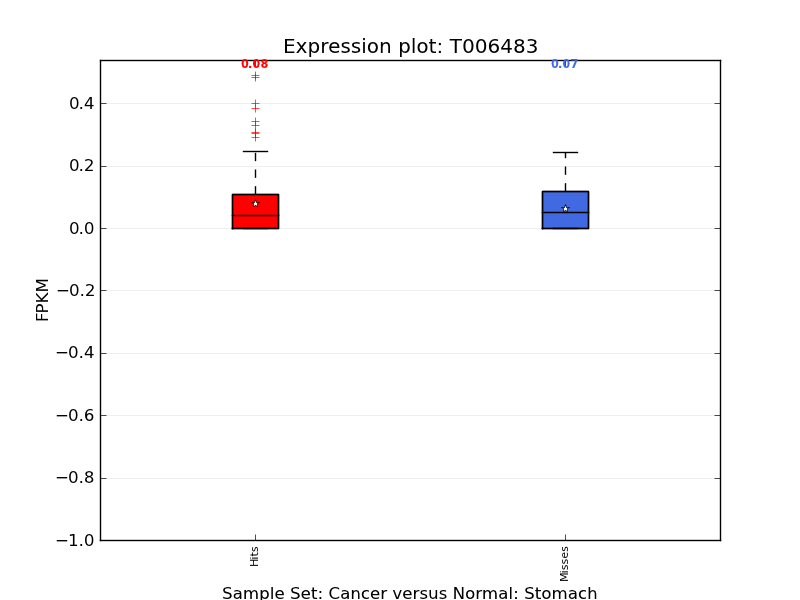 Expression plot: T006483
0.08
0.07
0.4
0.2
0.0
−0.2
−0.4
−0.6
−0.8
−1.0
FPKM
Hits
Misses
Sample Set: Cancer versus Normal: Stomach